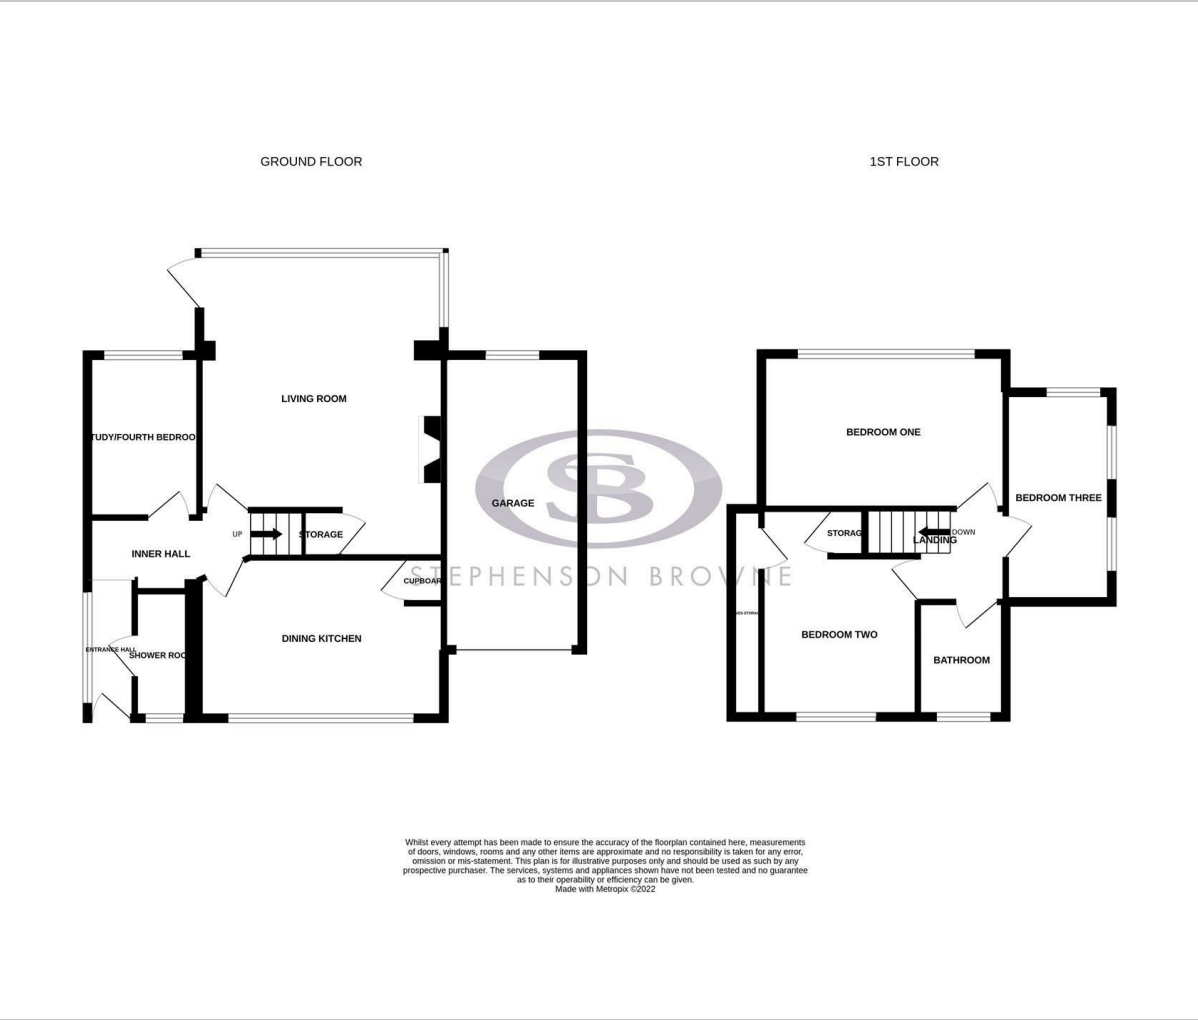 GROUND FLOOR
1ST FLOOR
LIVING ROOM
TUDY/FOURTH BEDROO
GARAGE
UP
STORAGE
INNER HALL
CUPBOAR
DINING KITCHEN
ENTRANCE HALL
SHOWER ROO
BEDROOM ONE
BEDROOM THREE
STORAG
DOWN
LANDING
BEDROOM TWO
BATHROOM
SB
STEPHENSON BROWNE
Whilst every attempt has been made to ensure the accuracy of the floorplan contained here, measurements
of doors, windows, rooms and any other items are approximate and no responsibility is taken for any error,
omission or mis-statement. This plan is for illustrative purposes only and should be used as such by any
prospective purchaser. The services, systems and appliances shown have not been tested and no guarantee
as to their operability or efficiency can be given.
Made with Metropix ©2022